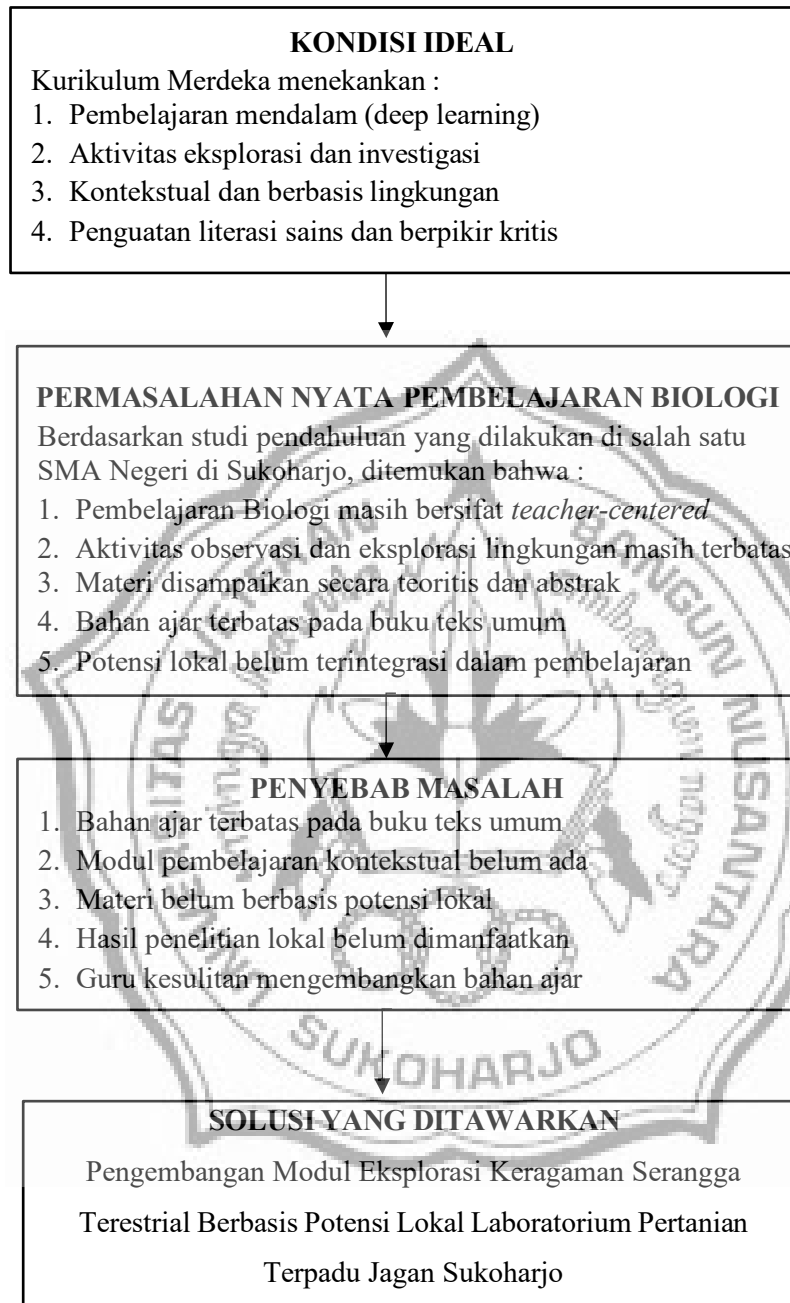 KONDISI IDEAL
Kurikulum Merdeka menekankan :
1. Pembelajaran mendalam (deep learning)
2. Aktivitas eksplorasi dan investigasi
3. Kontekstual dan berbasis lingkungan
4. Penguatan literasi sains dan berpikir kritis
PERMASALAHAN NYATA PEMBELAJARAN BIOLOGI
Berdasarkan studi pendahuluan yang dilakukan di salah satu
SMA Negeri di Sukoharjo, ditemukan bahwa :
1. Pembelajaran Biologi masih bersifat teacher-centered
2. Aktivitas observasi dan eksplorasi lingkungan masih terbatas
3. Materi disampaikan secara teoritis dan abstrak
4. Bahan ajar terbatas pada buku teks umum
5. Potensi lokal belum terintegrasi dalam pembelajaran
PENYEBAB MASALAH
1. Bahan ajar terbatas pada buku teks umum
2. Modul pembelajaran kontekstual belum ada
3. Materi belum berbasis potensi lokal
4. Hasil penelitian lokal belum dimanfaatkan
5. Guru kesulitan mengembangkan bahan ajar
SOLUSI YANG DITAWARKAN
Pengembangan Modul Eksplorasi Keragaman Serangga
Terestrial Berbasis Potensi Lokal Laboratorium Pertanian
Terpadu Jagan Sukoharjo
UNIVERSITAS VETERAN BANGUN NUSANTARA
SUKOHARJO